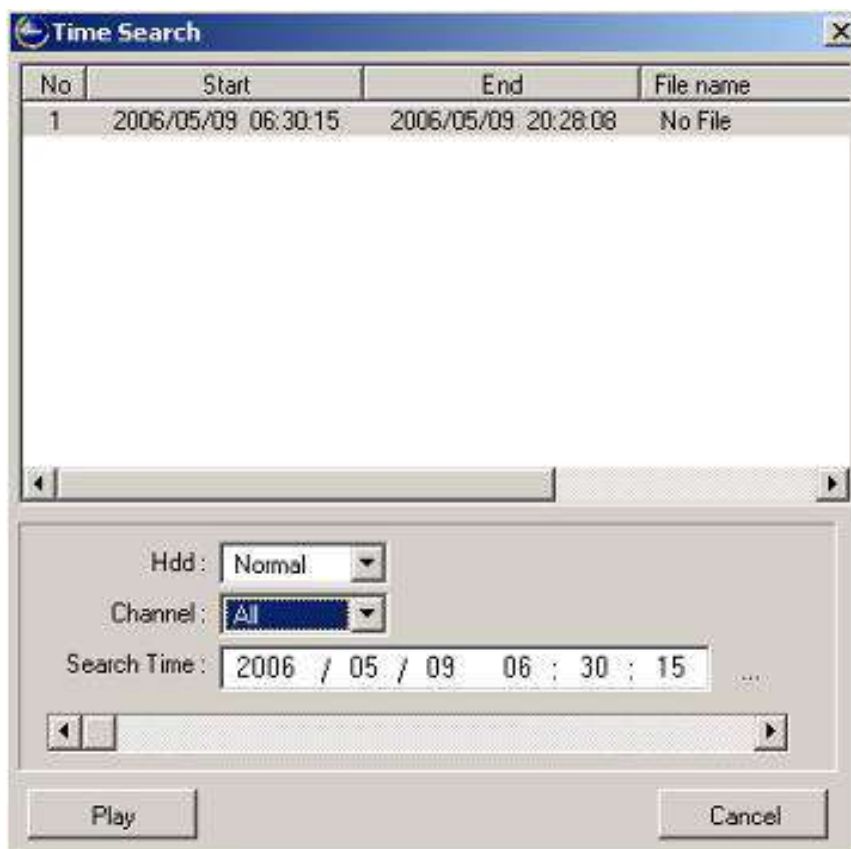 Time Search
No Start End File name
1 2006/05/09 06:30:15 2006/05/09 20:28:08 No File
Hdd : Normal
Channel : All
Search Time : 2006 / 05 / 09 06 : 30 : 15 ...
Play Cancel